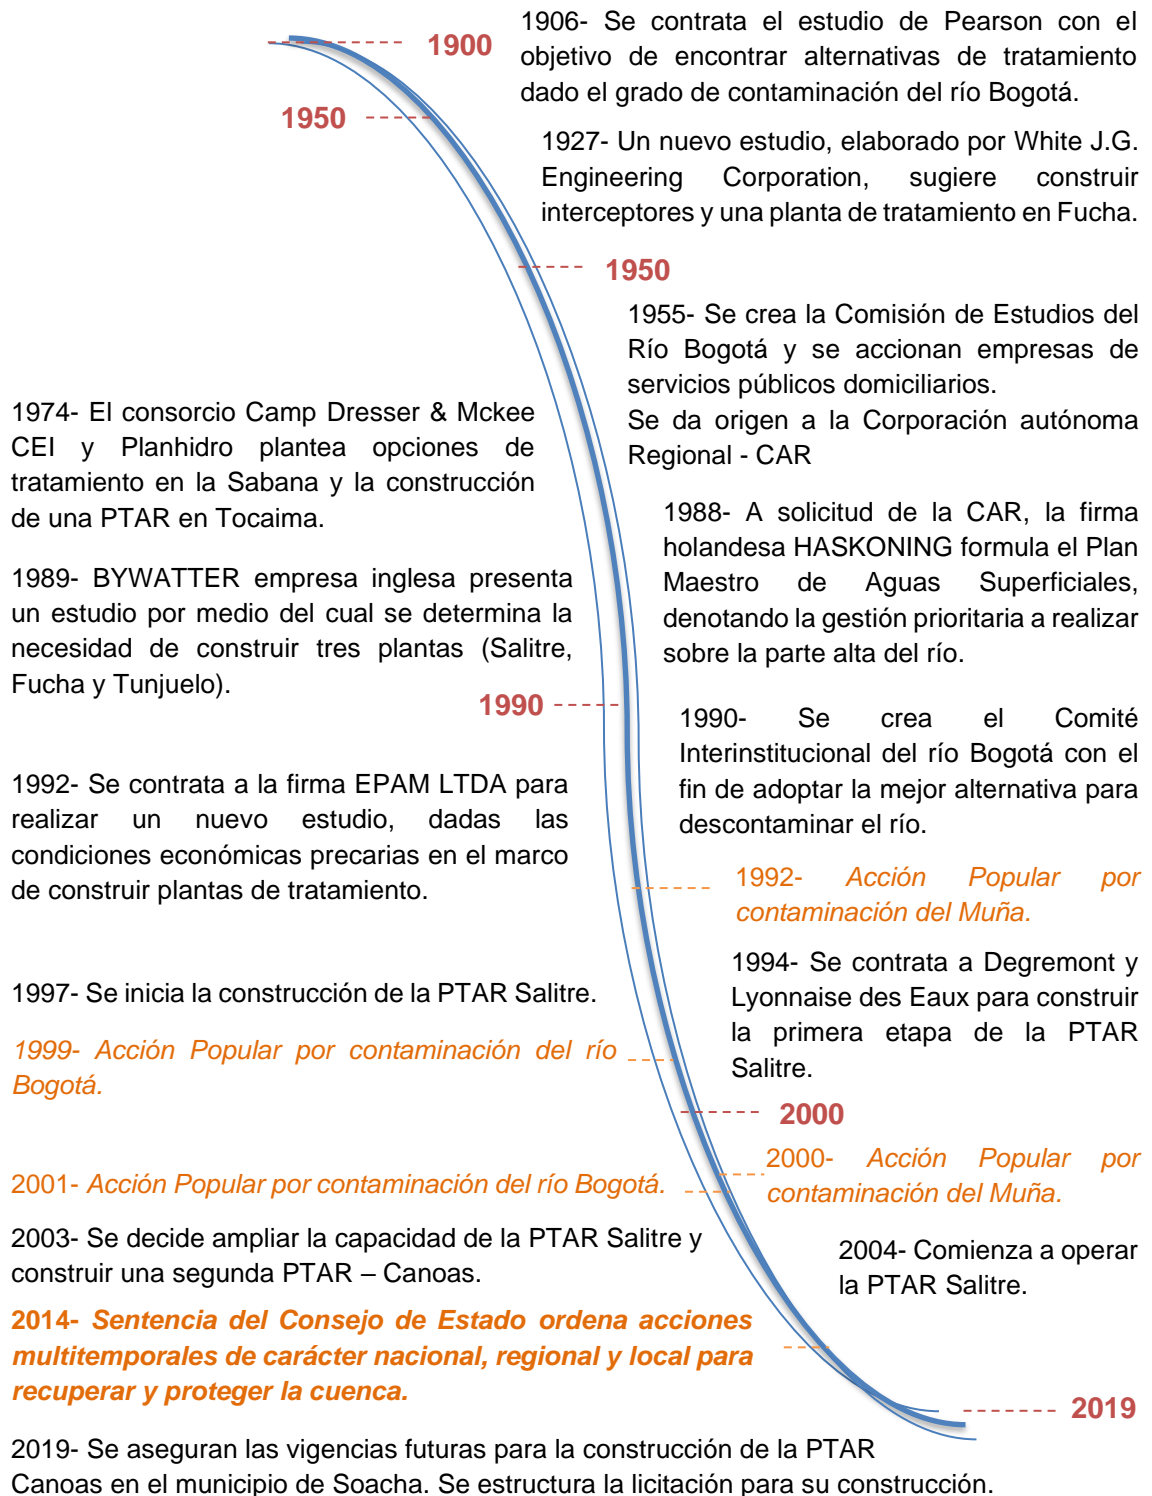 1900
1906- Se contrata el estudio de Pearson con el
objetivo de encontrar alternativas de tratamiento
dado el grado de contaminación del río Bogotá.
1950
1927- Un nuevo estudio, elaborado por White J.G.
Engineering Corporation, sugiere construir
interceptores y una planta de tratamiento en Fucha.
1950
1955- Se crea la Comisión de Estudios del
Río Bogotá y se accionan empresas de
servicios públicos domiciliarios.
Se da origen a la Corporación autónoma
Regional - CAR
1974- El consorcio Camp Dresser & Mckee
CEI y Planhidro plantea opciones de
tratamiento en la Sabana y la construcción
de una PTAR en Tocaima.
1988- A solicitud de la CAR, la firma
holandesa HASKONING formula el Plan
Maestro de Aguas Superficiales,
denotando la gestión prioritaria a realizar
sobre la parte alta del río.
1989- BYWATTER empresa inglesa presenta
un estudio por medio del cual se determina la
necesidad de construir tres plantas (Salitre,
Fucha y Tunjuelo).
1990
1990- Se crea el Comité
Interinstitucional del río Bogotá con el
fin de adoptar la mejor alternativa para
descontaminar el río.
1992- Se contrata a la firma EPAM LTDA para
realizar un nuevo estudio, dadas las
condiciones económicas precarias en el marco
de construir plantas de tratamiento.
1992- Acción Popular por
contaminación del Muña.
1994- Se contrata a Degremont y
Lyonnaise des Eaux para construir
la primera etapa de la PTAR
Salitre.
1997- Se inicia la construcción de la PTAR Salitre.
1999- Acción Popular por contaminación del río
Bogotá.
2000
2000- Acción Popular por
contaminación del Muña.
2001- Acción Popular por contaminación del río Bogotá.
2003- Se decide ampliar la capacidad de la PTAR Salitre y
construir una segunda PTAR – Canoas.
2004- Comienza a operar
la PTAR Salitre.
2014- Sentencia del Consejo de Estado ordena acciones
multitemporales de carácter nacional, regional y local para
recuperar y proteger la cuenca.
2019
2019- Se aseguran las vigencias futuras para la construcción de la PTAR
Canoas en el municipio de Soacha. Se estructura la licitación para su construcción.